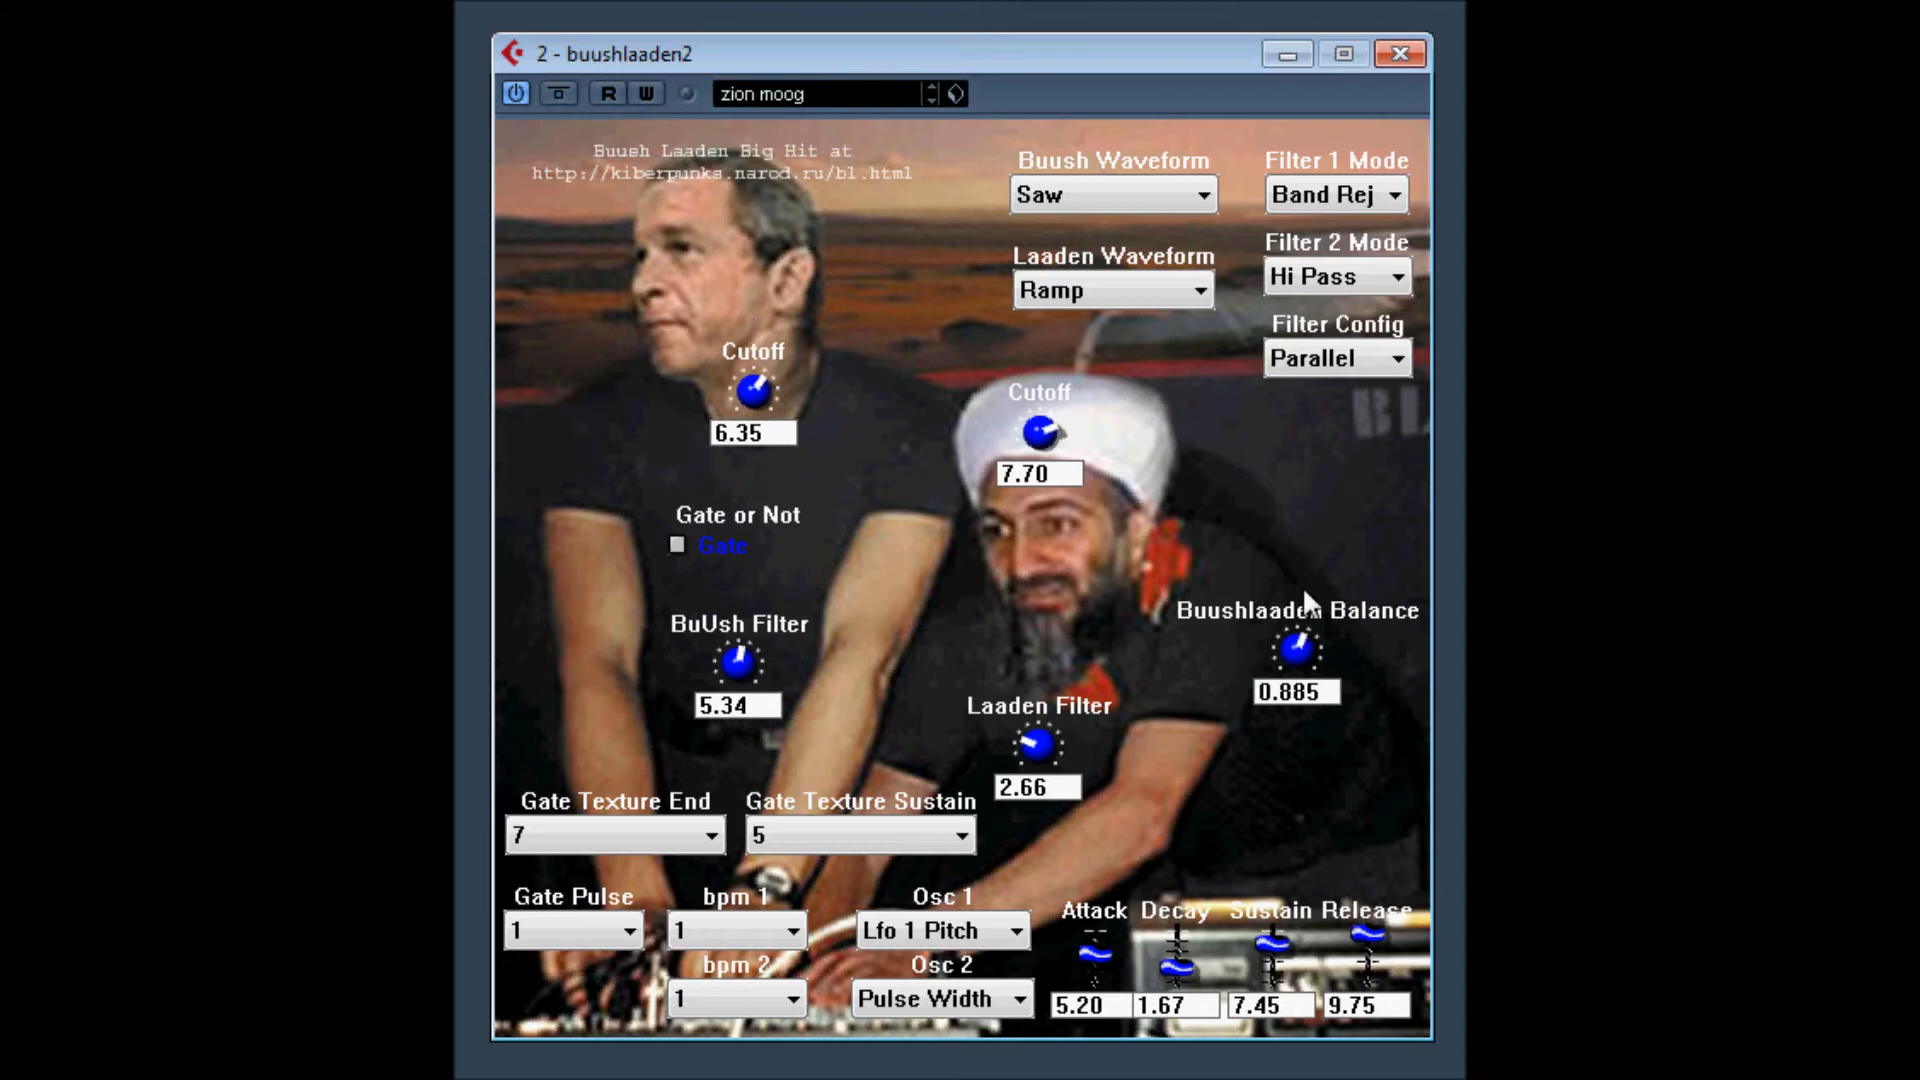 2 - buushlaaden2
R W zion moog
Buush Laaden Big Hit at
http://kiberpunks.narod.ru/bl.html
Buush Waveform
Saw
Filter 1 Mode
Band Rej
Filter 2 Mode
Hi Pass
Laaden Waveform
Ramp
Filter Config
Parallel
Cutoff
6.35
Cutoff
7.70
Gate or Not
Gate
BuUsh Filter
5.34
Buushlaaden Balance
0.885
Laaden Filter
2.66
Gate Texture End
7
Gate Texture Sustain
5
Gate Pulse
1
bpm 1
1
Osc 1
Lfo 1 Pitch
bpm 2
1
Osc 2
Pulse Width
Attack Decay Sustain Release
5.20 1.67 7.45 9.75